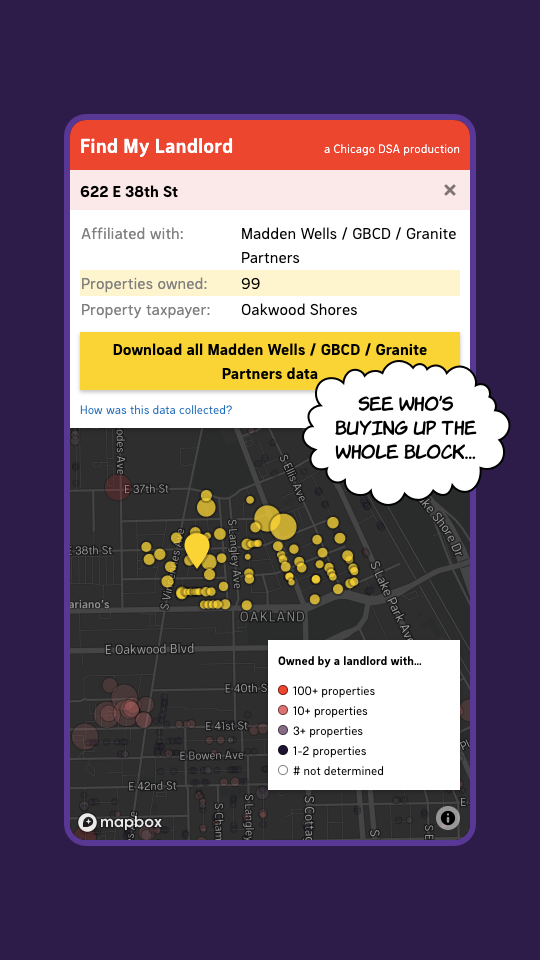 Find My Landlord
a Chicago DSA production
622 E 38th St
Affiliated with:
Madden Wells / GBCD / Granite
Partners
Properties owned:
99
Property taxpayer:
Oakwood Shores
Download all Madden Wells / GBCD / Granite
Partners data
How was this data collected?
SEE WHO'S
BUYING UP THE
WHOLE BLOCK...
odes Ave
E 37th St
S Ellis Ave
ke Shore Dr
38th St
S Langley Ave
S Lake Park Ave
ariano's
OAKLAND
E Oakwood Blvd
E 40th S
E 41st St
E Bowen Ave
E 42nd St
Owned by a landlord with...
100+ properties
10+ properties
3+ properties
1-2 properties
# not determined
S Cham
S Langley
S Cottag
mapbox